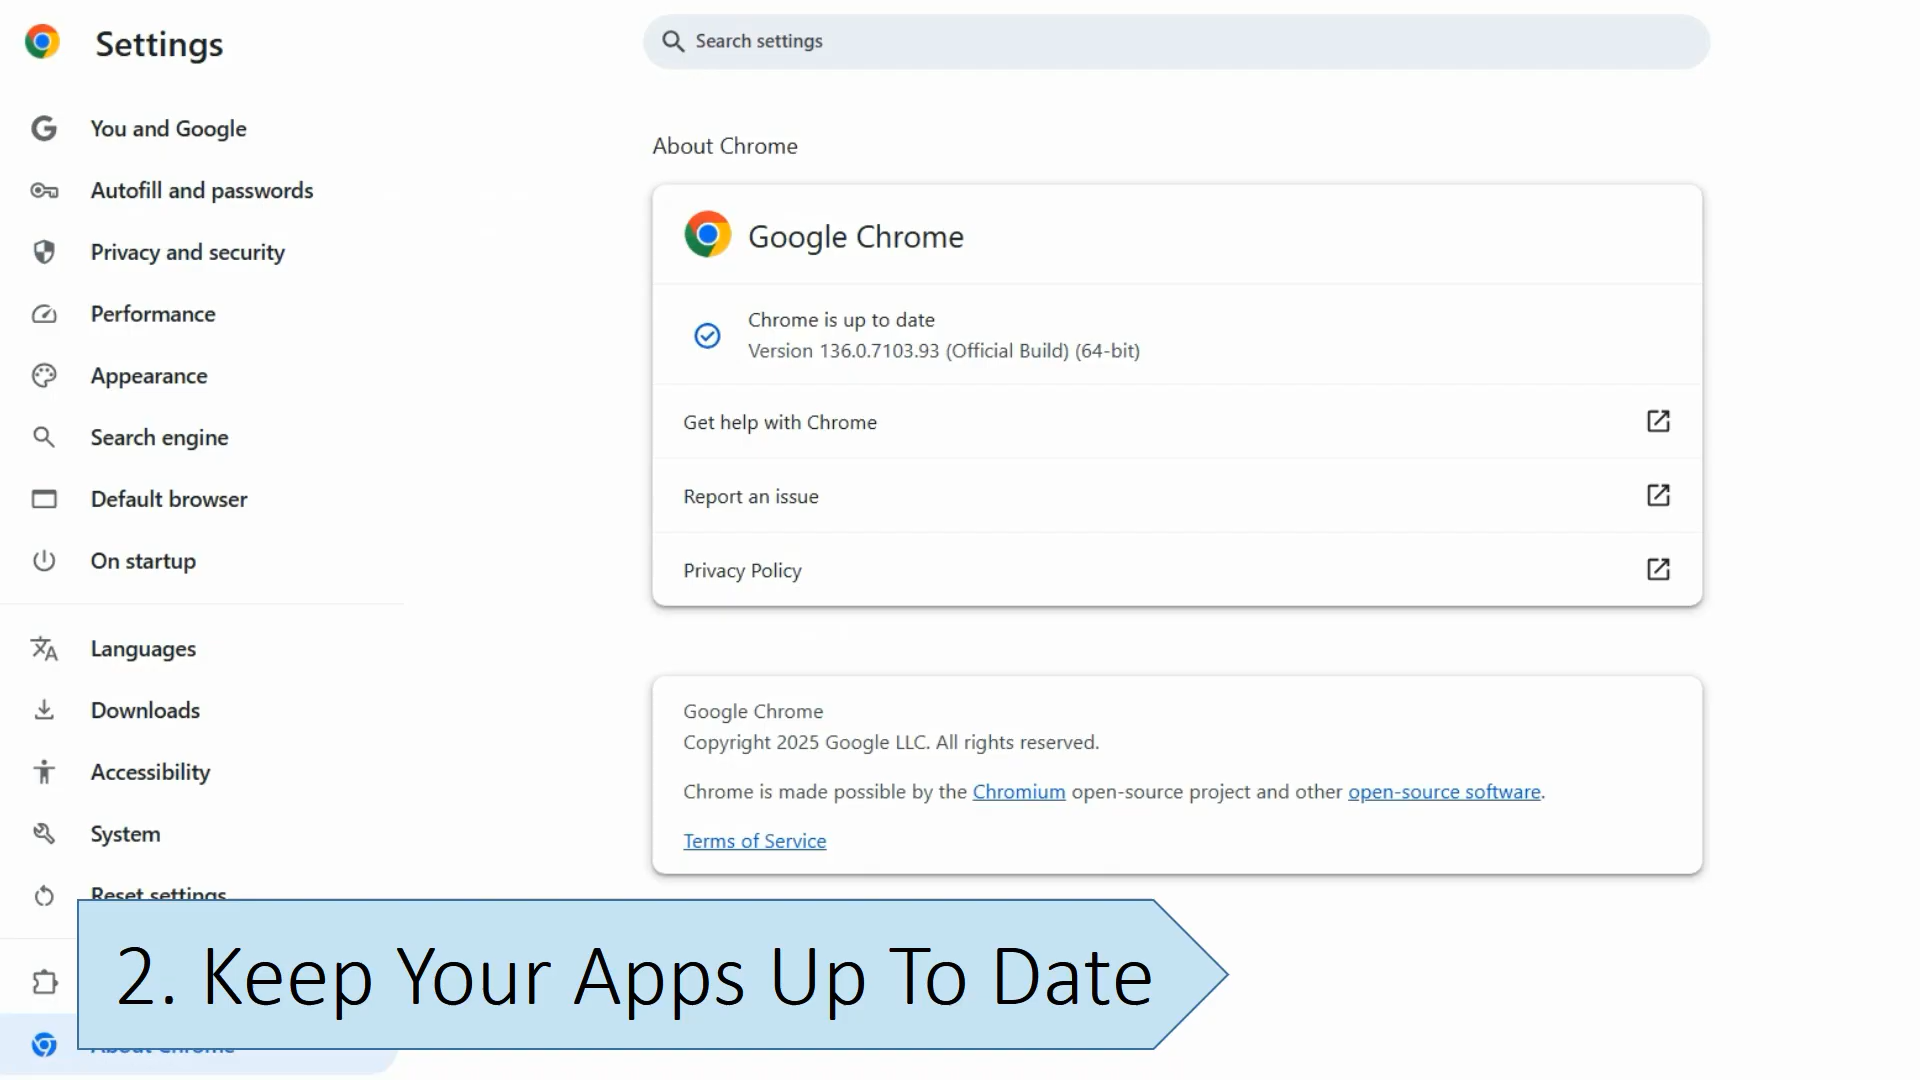 Settings
Search settings
You and Google
Autofill and passwords
Privacy and security
Performance
Appearance
Search engine
Default browser
On startup
Languages
Downloads
Accessibility
System
Reset settings
About Chrome
About Chrome
Google Chrome
Chrome is up to date
Version 136.0.7103.93 (Official Build) (64-bit)
Get help with Chrome
Report an issue
Privacy Policy
Google Chrome
Copyright 2025 Google LLC. All rights reserved.
Chrome is made possible by the Chromium open-source project and other open-source software.
Terms of Service
2. Keep Your Apps Up To Date